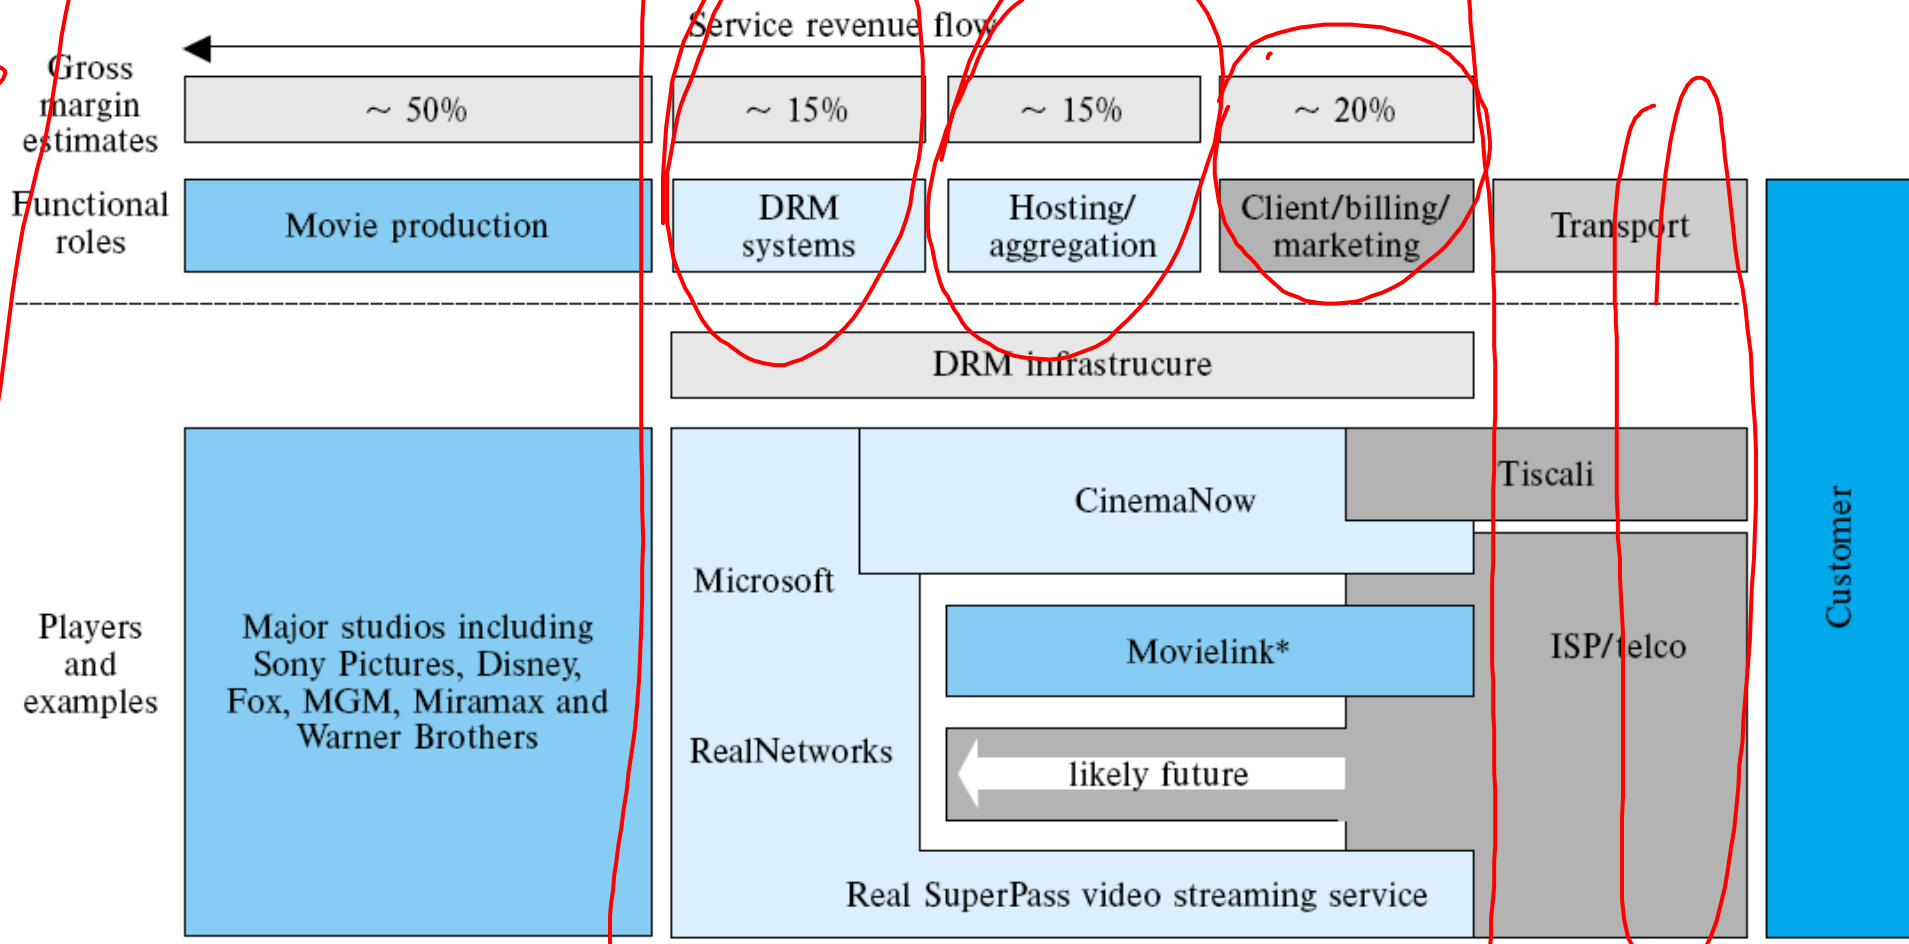 Service revenue flow
Gross
margin
estimates
~ 50%
~ 15%
~ 15%
~ 20%
Functional
roles
Movie production
DRM
systems
Hosting/
aggregation
Client/billing/
marketing
Transport
DRM infrastrucure
Players
and
examples
Major studios including
Sony Pictures, Disney,
Fox, MGM, Miramax and
Warner Brothers
Microsoft
RealNetworks
CinemaNow
Tiscali
Movielink*
ISP/telco
likely future
Real SuperPass video streaming service
Customer